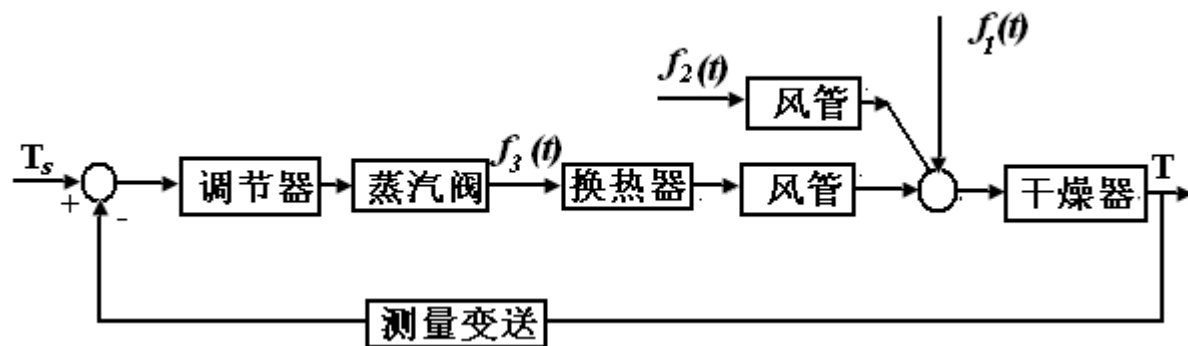 f₁(t)
f₂(t)
风管
Tₛ
+
-
调节器
蒸汽阀
f₃(t)
换热器
风管
干燥器
T
测量变送